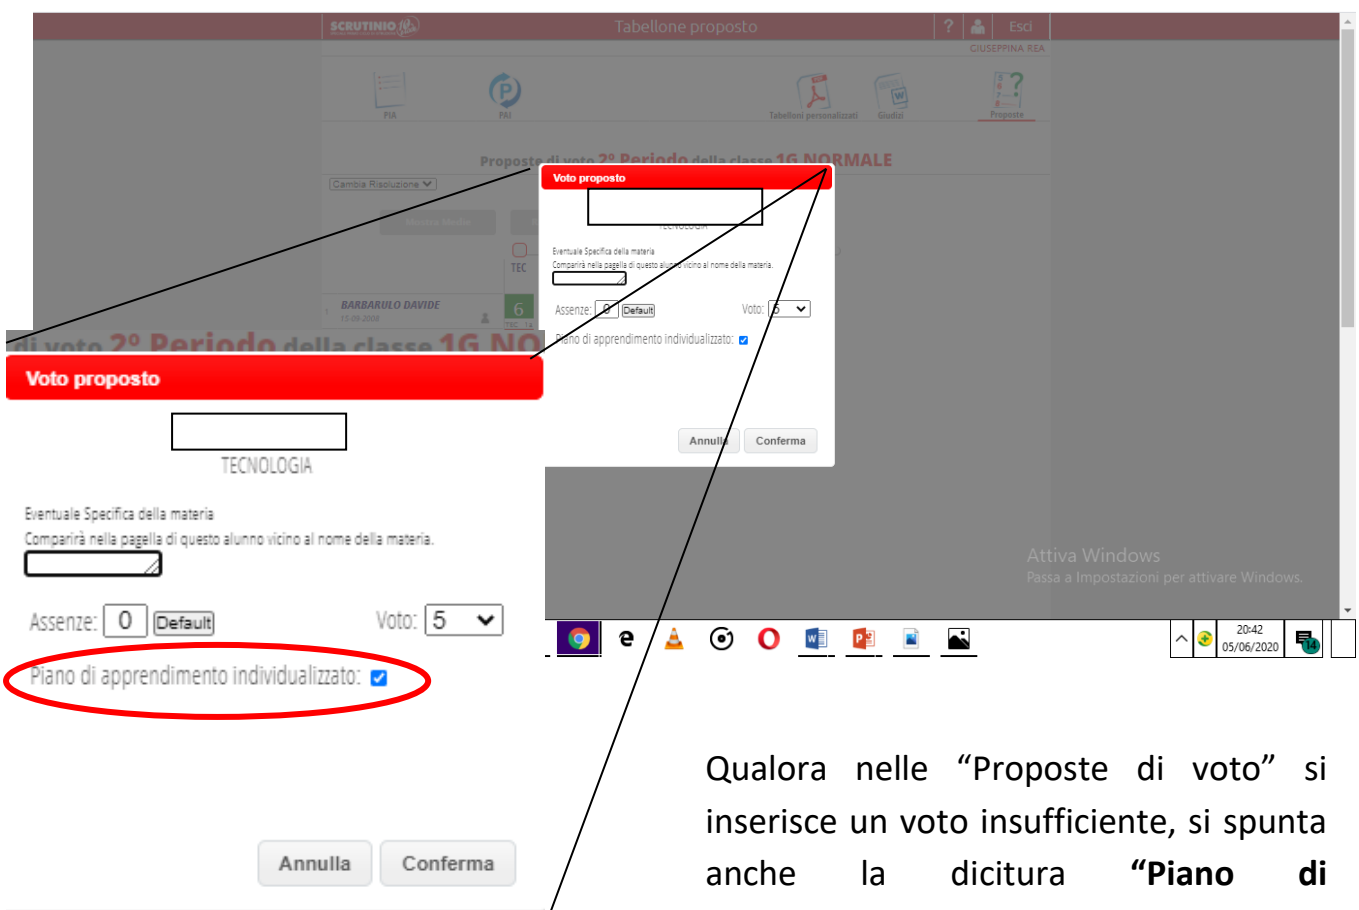 SCRUTINIO
Tabellone proposto
?
Esci
GIUSEPPINA REA
PIA
PAI
Tabelloni personalizzati
Giudizi
Proposte
Proposte di voto 2° Periodo della classe 1G NORMALE
Cambia Risoluzione
Voto proposto
TECNOLOGIA
Eventuale Specifica della materia
Comparirà nella pagella di questo alunno vicino al nome della materia.
Assenze: 0 Default Voto: 5
Piano di apprendimento individualizzato:
Annulla Conferma
TEC
BARBARULO DAVIDE
15-09-2008
6
di voto 2° Periodo della classe 1G NO
Voto proposto
TECNOLOGIA
Eventuale Specifica della materia
Comparirà nella pagella di questo alunno vicino al nome della materia.
Assenze: 0 Default Voto: 5
Piano di apprendimento individualizzato:
Annulla Conferma
Attiva Windows
Passa a Impostazioni per attivare Windows.
20:42
05/06/2020
14
Qualora nelle “Proposte di voto” si
inserisce un voto insufficiente, si spunta
anche la dicitura “Piano di